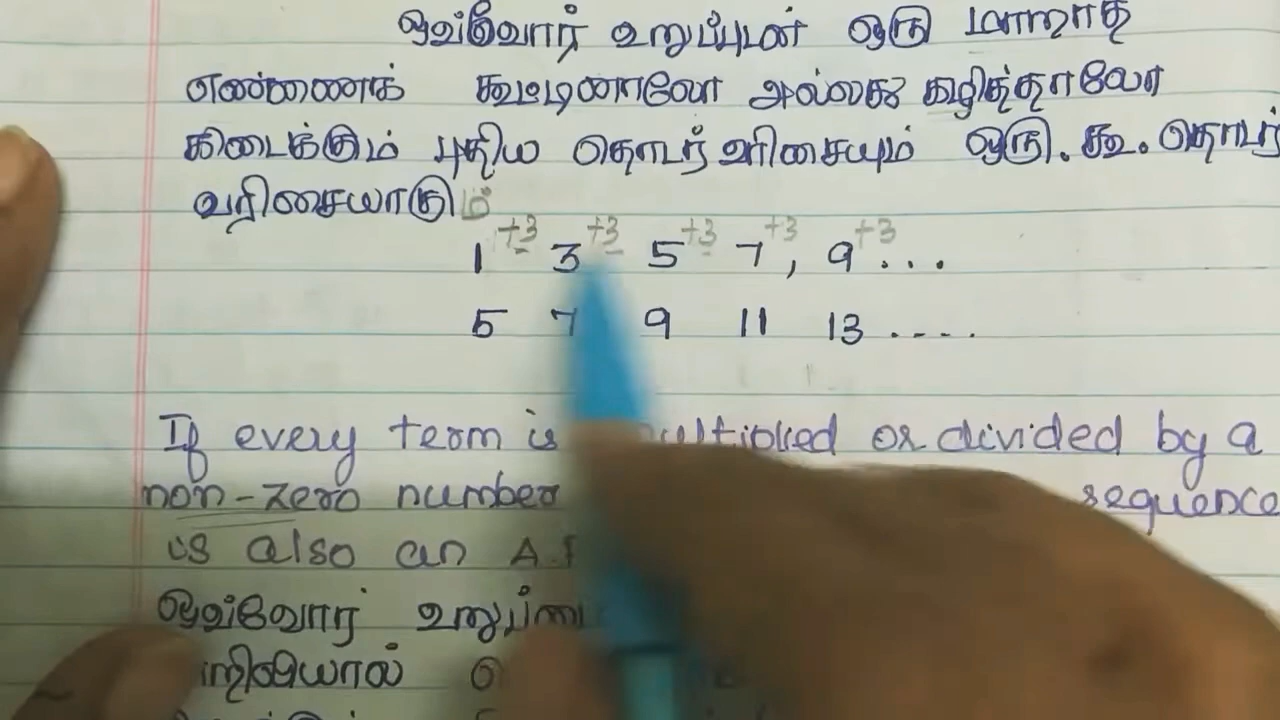 ஒவ்வோர் உறுப்புடன் ஒரு மாறாத
எண்ணைக் கூட்டினாலோ அல்லது கழித்தாலோ
கிடைக்கும் புதிய தொடர் வரிசையும் ஒரு. கூ. தொடர்
வரிசையாகும்
+3 +3 +3 +3 +3
1 3 5 7, 9 ...
5 7 9 11 13 ....
If every term is multiplied or divided by a
non-zero number sequence
is also an A.P
ஒவ்வோர்